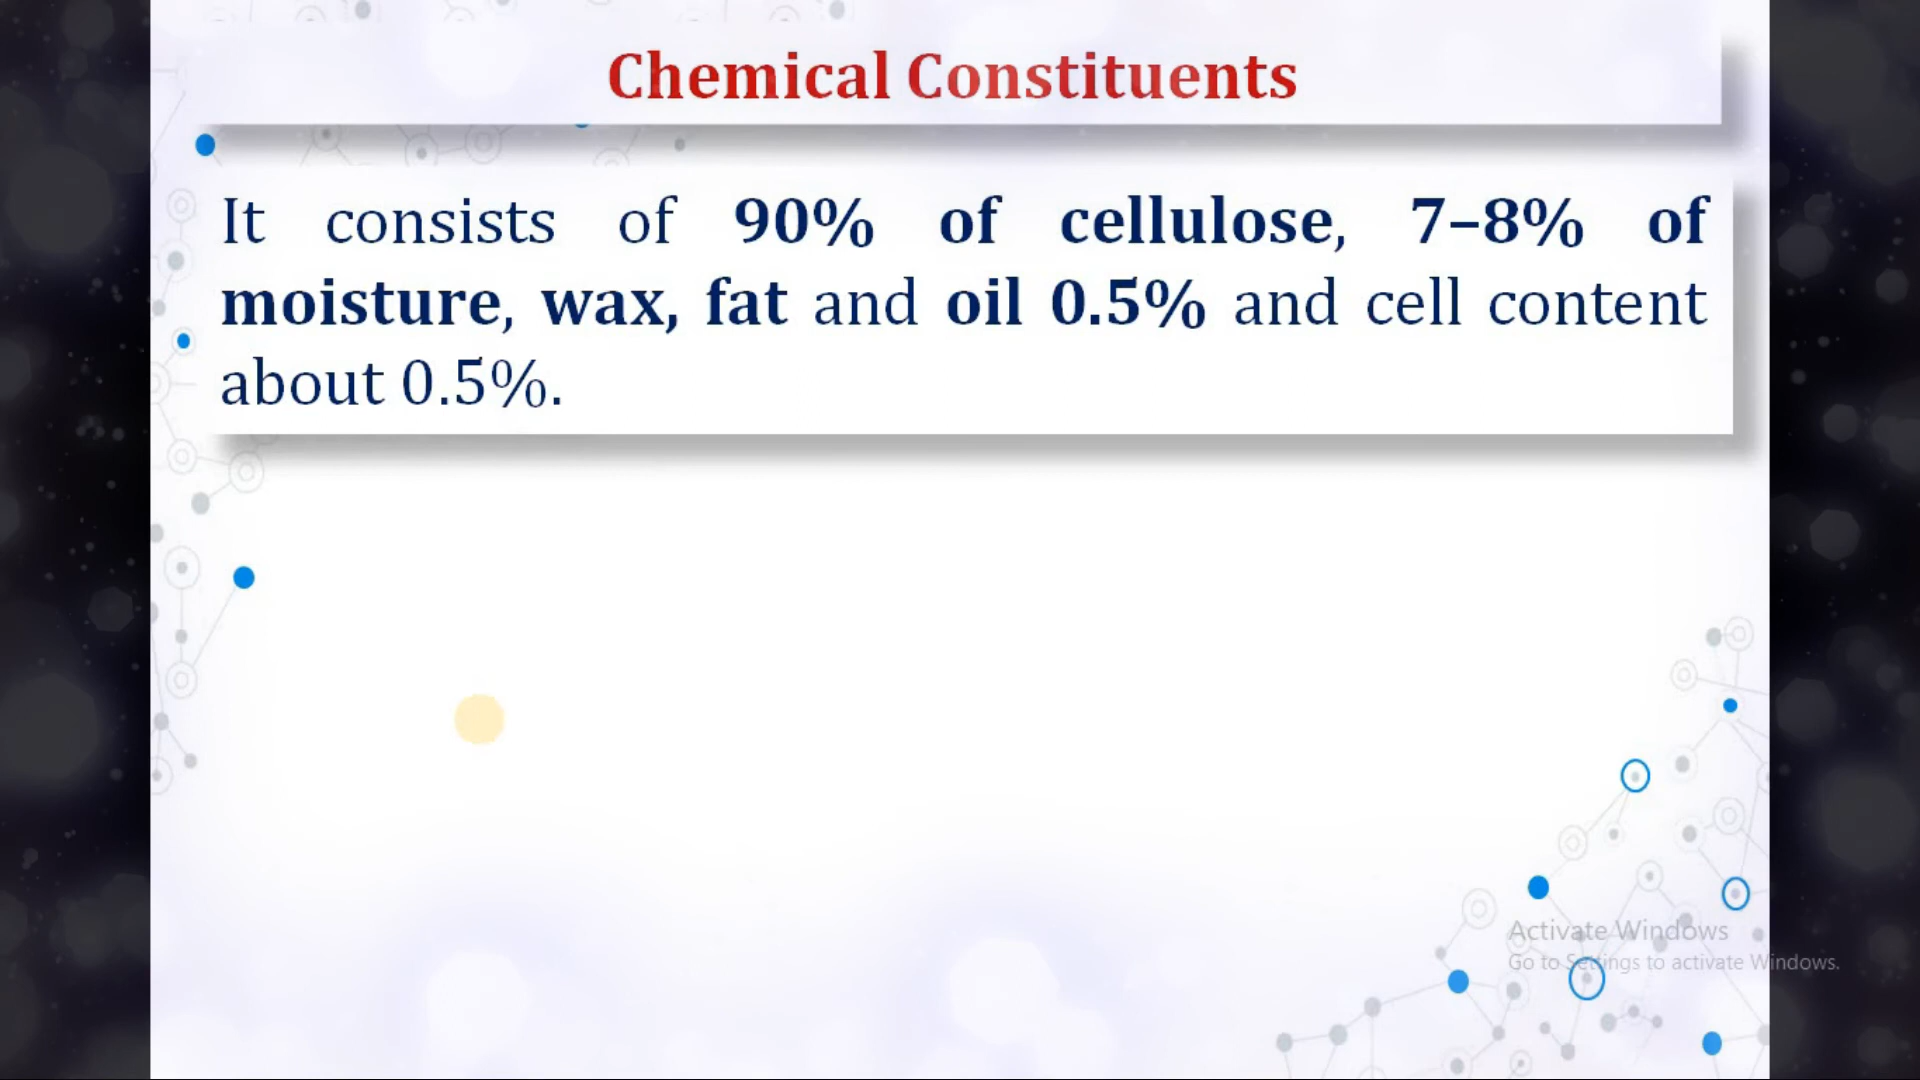 Chemical Constituents
It consists of 90% of cellulose, 7–8% of
moisture, wax, fat and oil 0.5% and cell content
about 0.5%.
Activate Windows
Go to Settings to activate Windows.